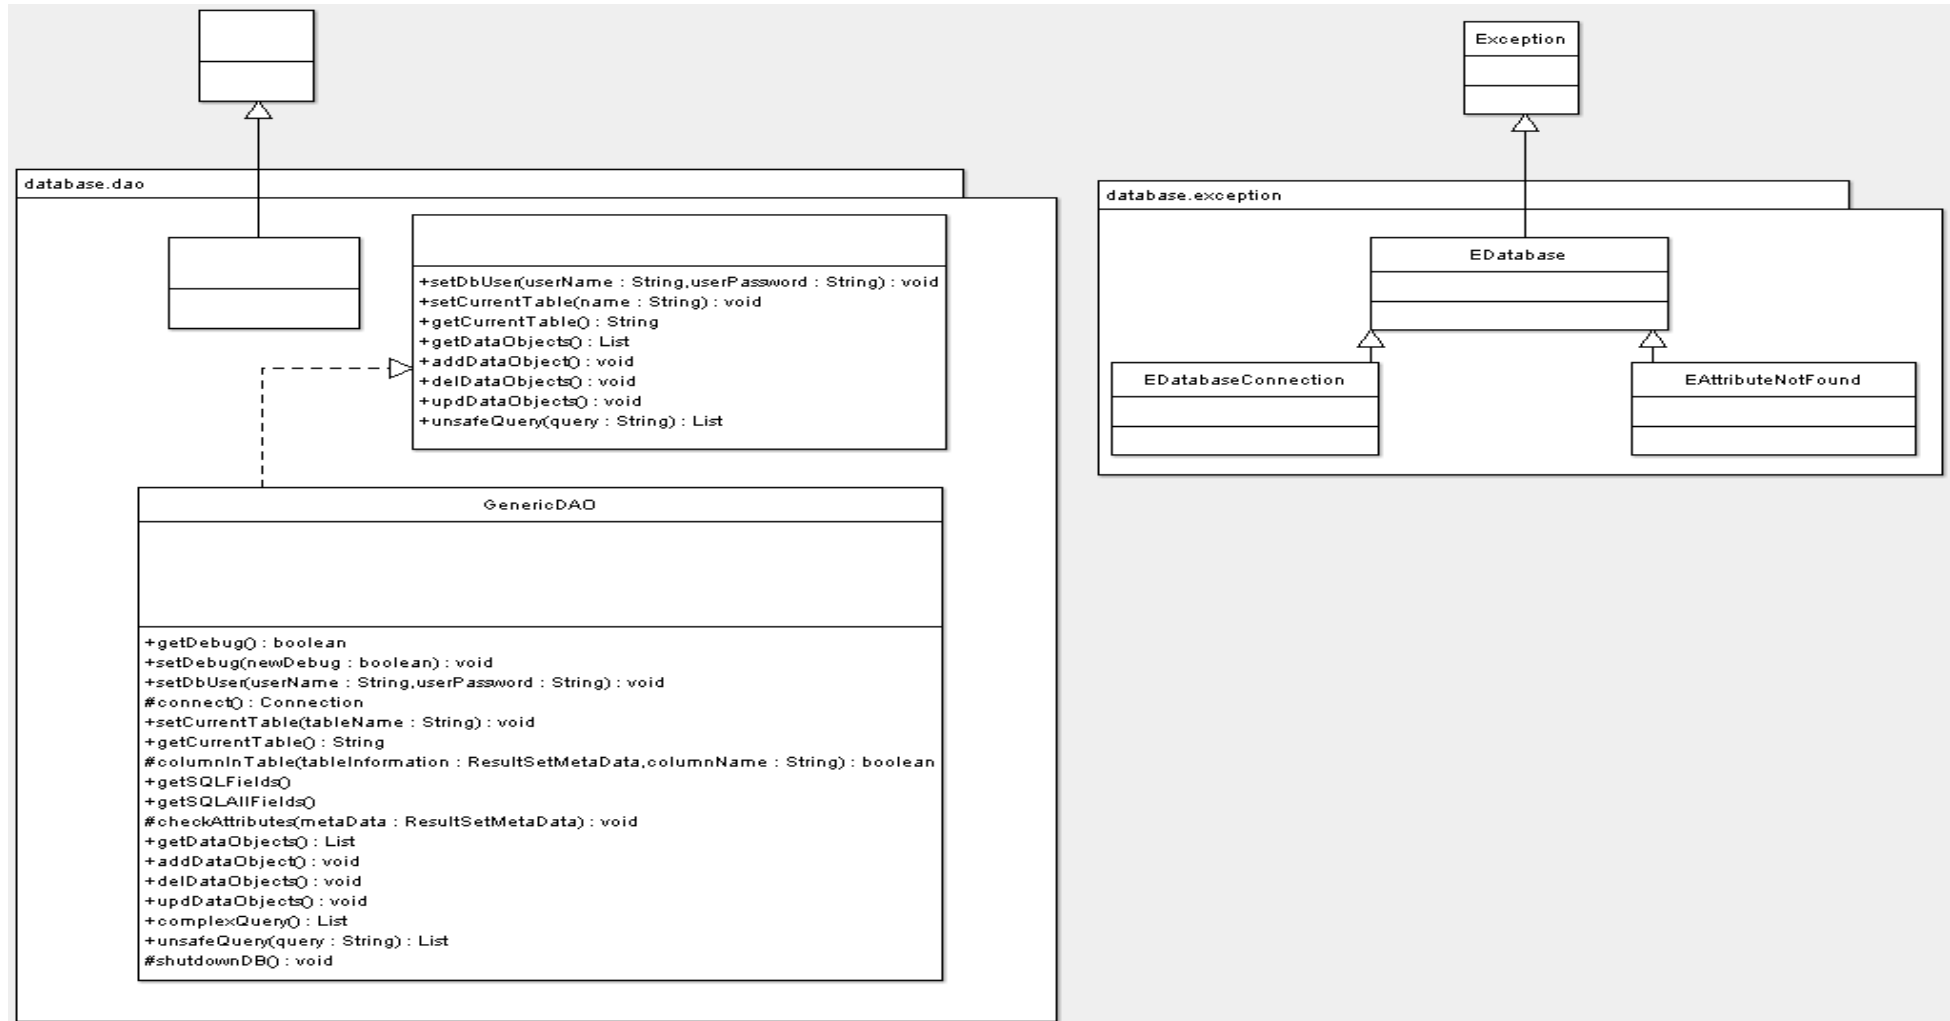 database.dao
+setDbUser(userName : String,userPassword : String) : void
+setCurrentTable(name : String) : void
+getCurrentTable() : String
+getDataObjects() : List
+addDataObject() : void
+delDataObjects() : void
+updDataObjects() : void
+unsafeQuery(query : String) : List
GenericDAO
+getDebug() : boolean
+setDebug(newDebug : boolean) : void
+setDbUser(userName : String,userPassword : String) : void
#connect() : Connection
+setCurrentTable(tableName : String) : void
+getCurrentTable() : String
#columnInTable(tableInformation : ResultSetMetaData,columnName : String) : boolean
+getSQLFields()
+getSQLAllFields()
#checkAttributes(metaData : ResultSetMetaData) : void
+getDataObjects() : List
+addDataObject() : void
+delDataObjects() : void
+updDataObjects() : void
+complexQuery() : List
+unsafeQuery(query : String) : List
#shutdownDB() : void
Exception
database.exception
EDatabase
EDatabaseConnection
EAttributeNotFound